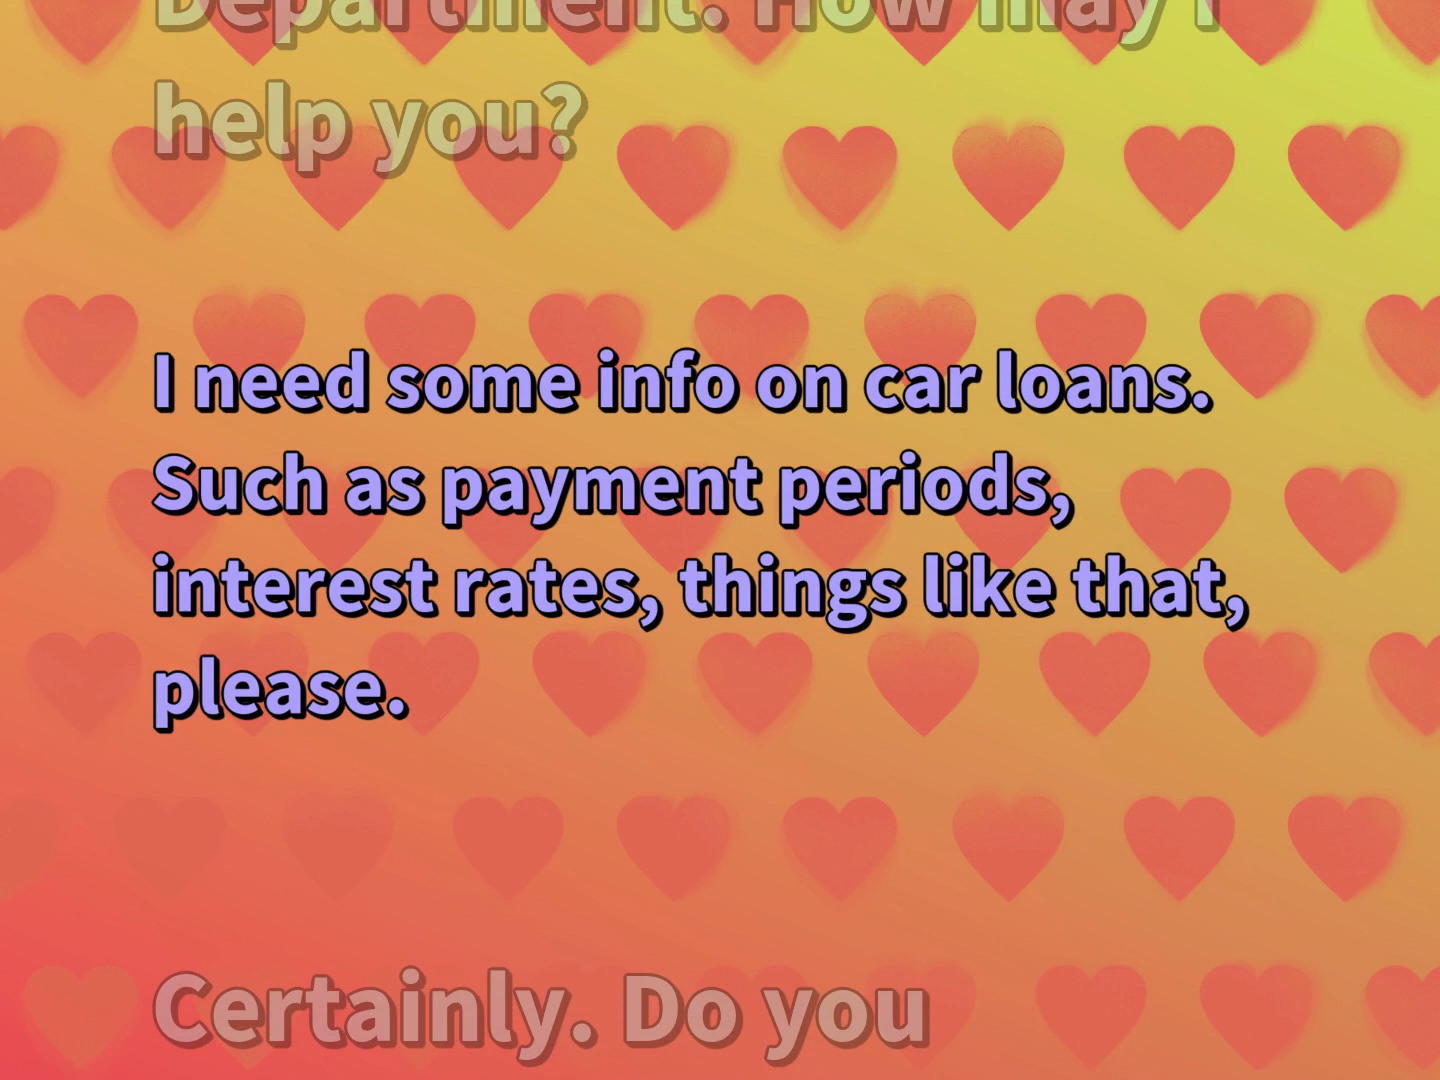 Department. How may I
help you?
I need some info on car loans.
Such as payment periods,
interest rates, things like that,
please.
Certainly. Do you